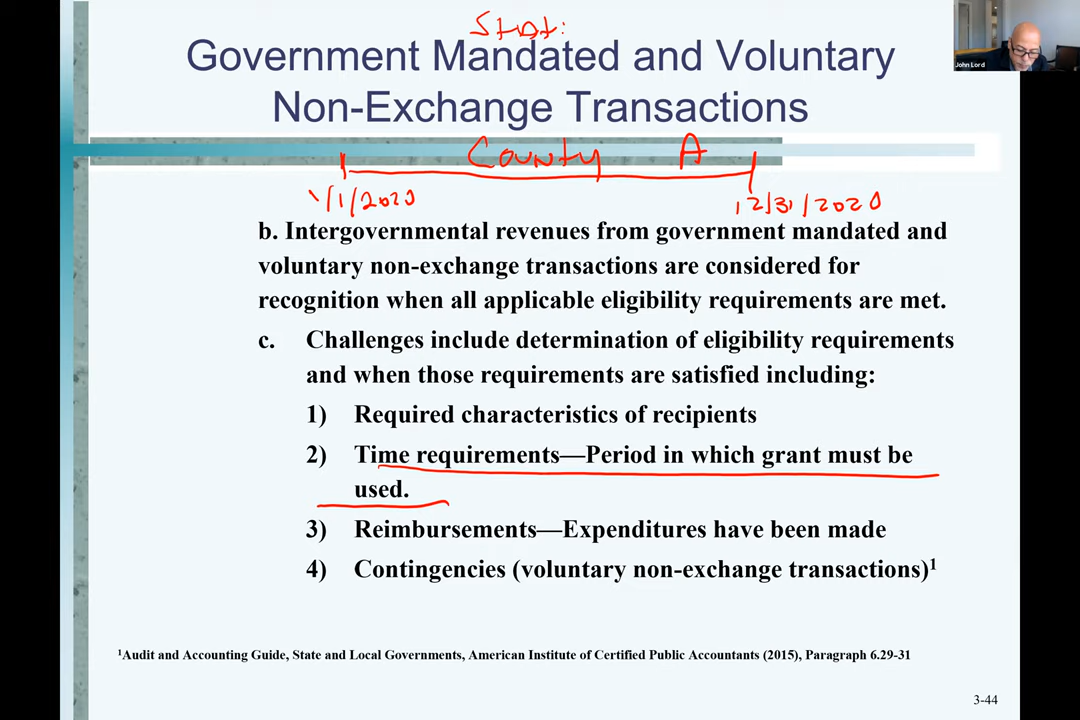 Stat:
Government Mandated and Voluntary
Non-Exchange Transactions
John Lord
County A
1/1/2020
12/31/2020
b. Intergovernmental revenues from government mandated and
voluntary non-exchange transactions are considered for
recognition when all applicable eligibility requirements are met.
c. Challenges include determination of eligibility requirements
and when those requirements are satisfied including:
1) Required characteristics of recipients
2) Time requirements—Period in which grant must be
used.
3) Reimbursements—Expenditures have been made
4) Contingencies (voluntary non-exchange transactions)¹
¹Audit and Accounting Guide, State and Local Governments, American Institute of Certified Public Accountants (2015), Paragraph 6.29-31
3-44